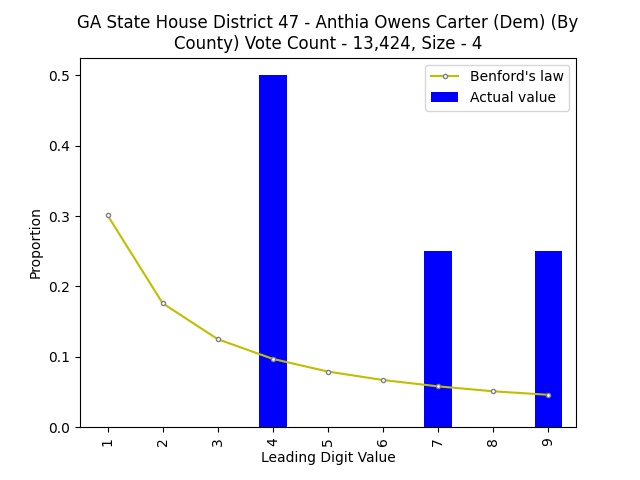 GA State House District 47 - Anthia Owens Carter (Dem) (By
County) Vote Count - 13,424, Size - 4
Benford's law
Actual value
0.5
0.4
0.3
0.2
0.1
0.0
Proportion
1 2 3 4 5 6 7 8 9
Leading Digit Value